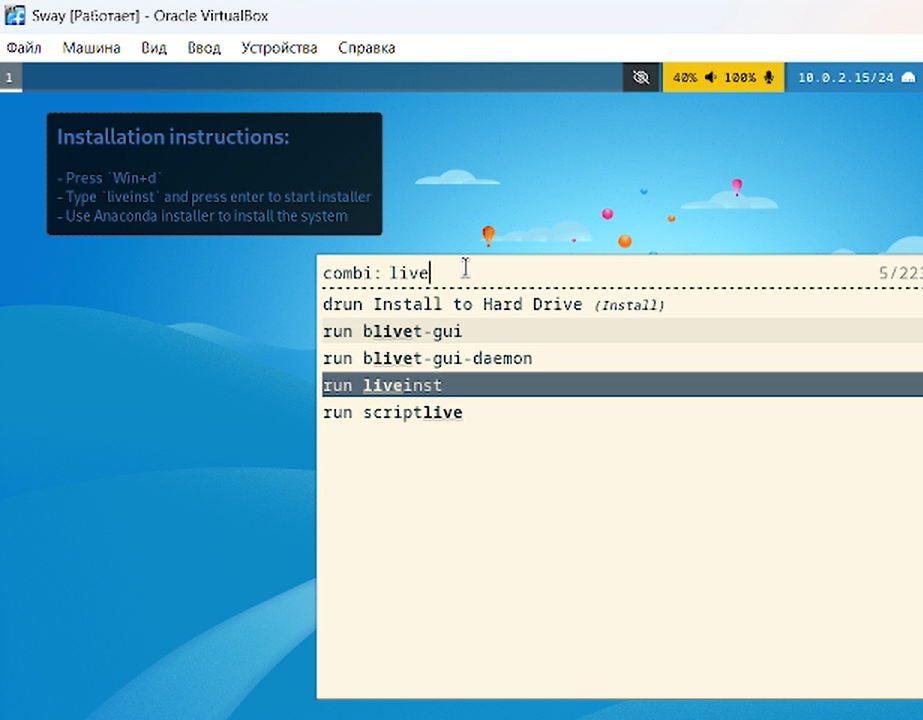 Sway [Работает] - Oracle VirtualBox
Файл Машина Вид Ввод Устройства Справка
1 40% 100% 10.0.2.15/24
Installation instructions:
- Press `Win+d`
- Type `liveinst` and press enter to start installer
- Use Anaconda installer to install the system
combi: live 5/223
drun Install to Hard Drive (Install)
run blivet-gui
run blivet-gui-daemon
run liveinst
run scriptlive